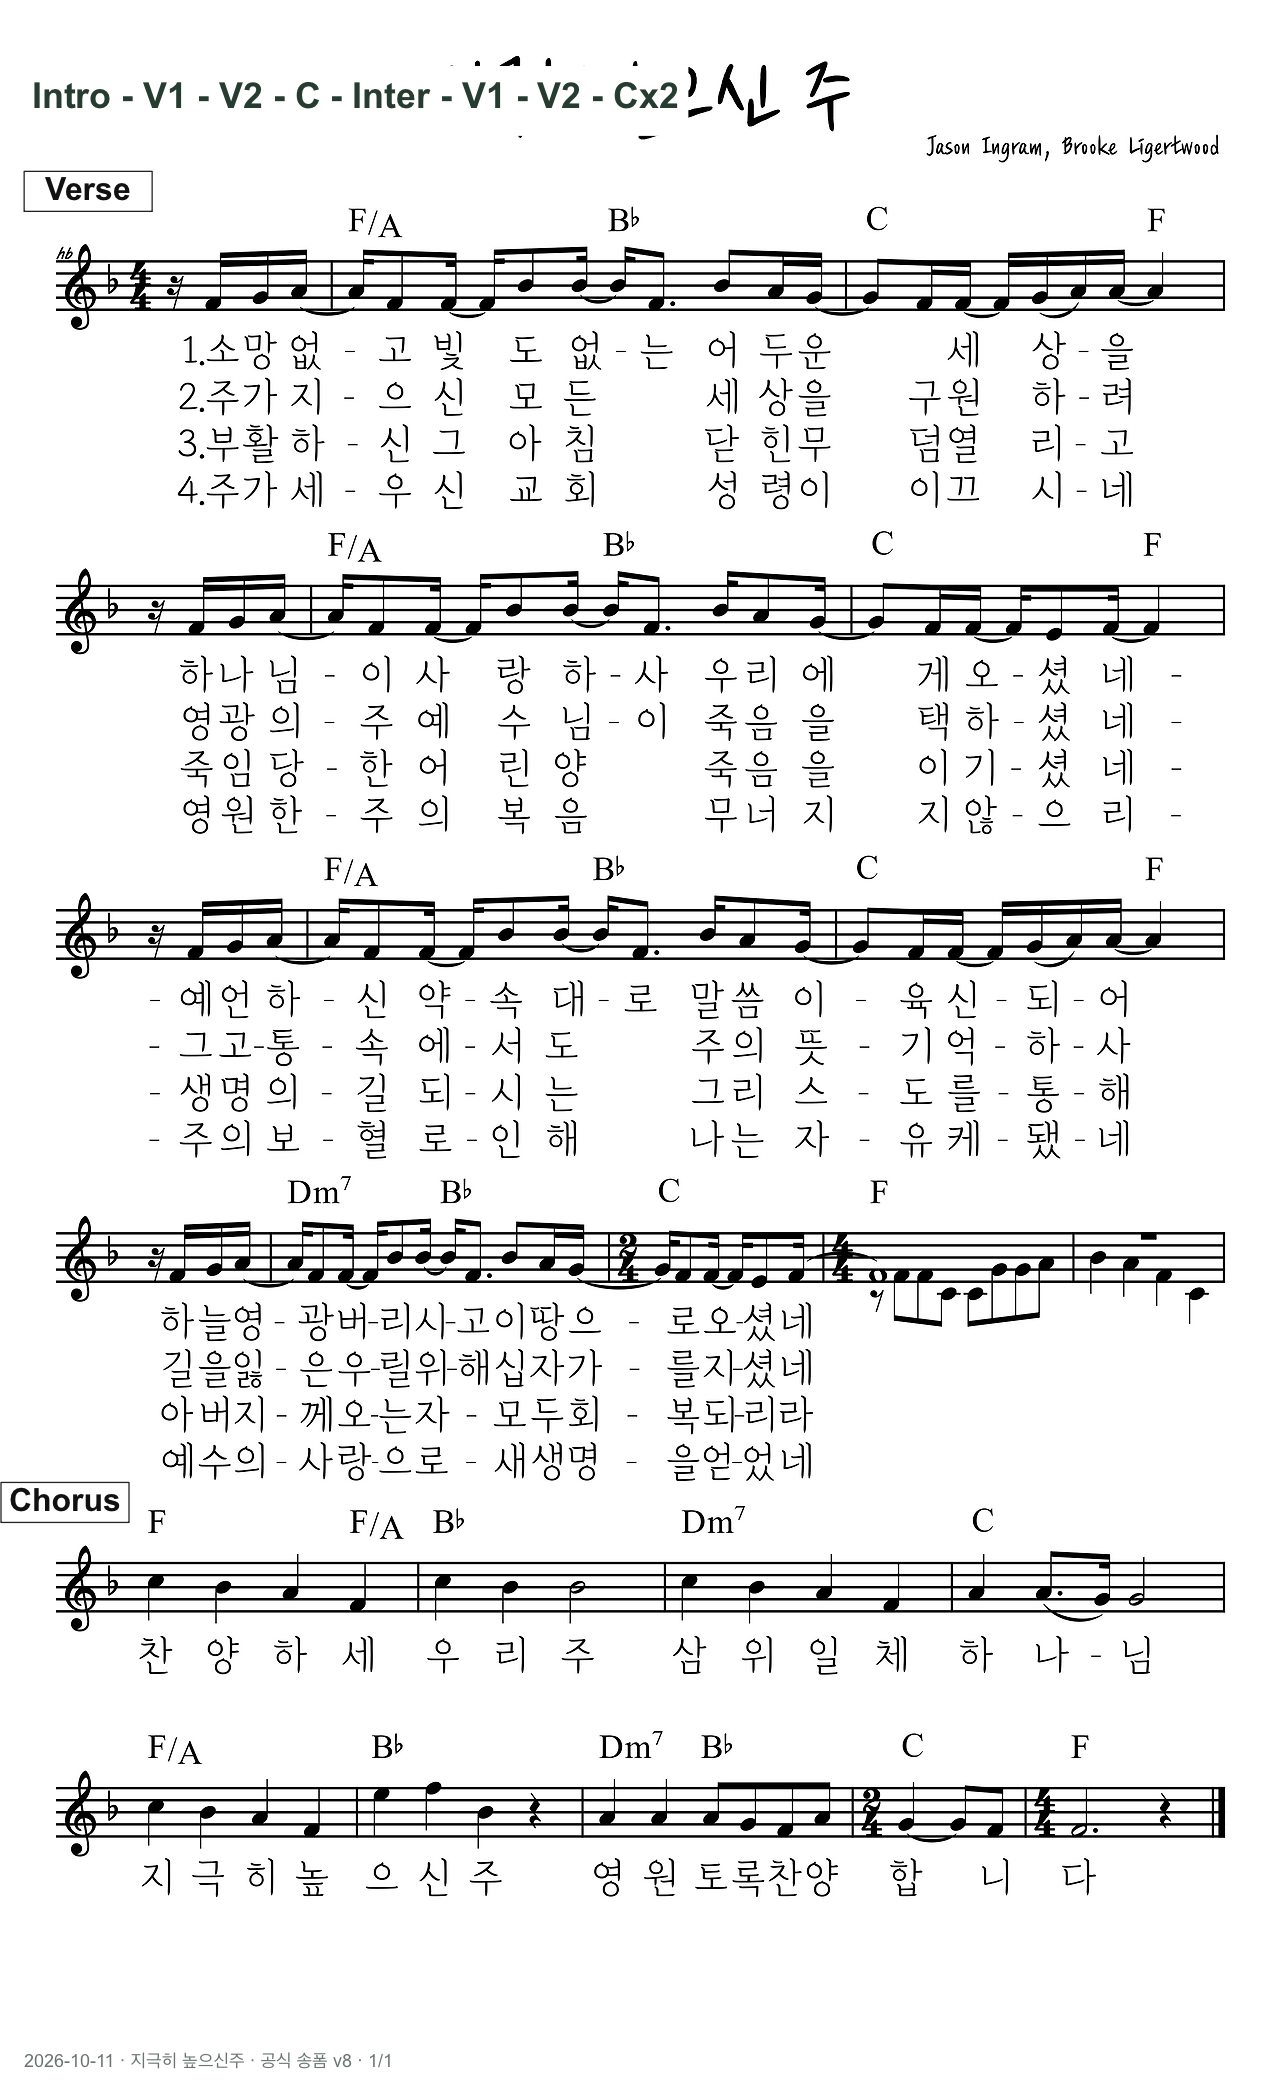 Intro - V1 - V2 - C - Inter - V1 - V2 - Cx2
신 주
Jason Ingram, Brooke Ligertwood
Verse
F/A B♭ C F
hb
1.소망 없 - 고 빛 도 없 - 는 어 두운 세 상 - 을
2.주가 지 - 으 신 모 든 세 상을 구원 하 - 려
3.부활 하 - 신 그 아 침 닫 힌무 덤열 리 - 고
4.주가 세 - 우 신 교 회 성 령이 이끄 시 - 네
F/A B♭ C F
하나 님 - 이 사 랑 하 - 사 우리 에 게 오 - 셨 네 -
영광 의 - 주 예 수 님 - 이 죽음 을 택 하 - 셨 네 -
죽임 당 - 한 어 린 양 죽음 을 이 기 - 셨 네 -
영원 한 - 주 의 복 음 무너 지 지 않 - 으 리 -
F/A B♭ C F
- 예언 하 - 신 약 - 속 대 - 로 말씀 이 - 육 신 - 되 - 어
- 그고-통 - 속 에 - 서 도 주의 뜻 - 기 억 - 하 - 사
- 생명 의 - 길 되 - 시 는 그리 스 - 도 를 - 통 - 해
- 주의 보 - 혈 로 - 인 해 나는 자 - 유 케 - 됐 - 네
Dm7 B♭ C F
하늘영 - 광버-리시-고이땅으 - 로오-셨네
길을잃 - 은우-릴위-해십자가 - 를지-셨네
아버지 - 께오-는자 - 모두회 - 복되-리라
예수의 - 사랑-으로 - 새생명 - 을얻-었네
Chorus
F F/A B♭ Dm7 C
찬 양 하 세 우 리 주 삼 위 일 체 하 나 - 님
F/A B♭ Dm7 B♭ C F
지 극 히 높 으 신 주 영 원 토록찬양 합 니 다
2026-10-11 · 지극히 높으신주 · 공식 송폼 v8 · 1/1